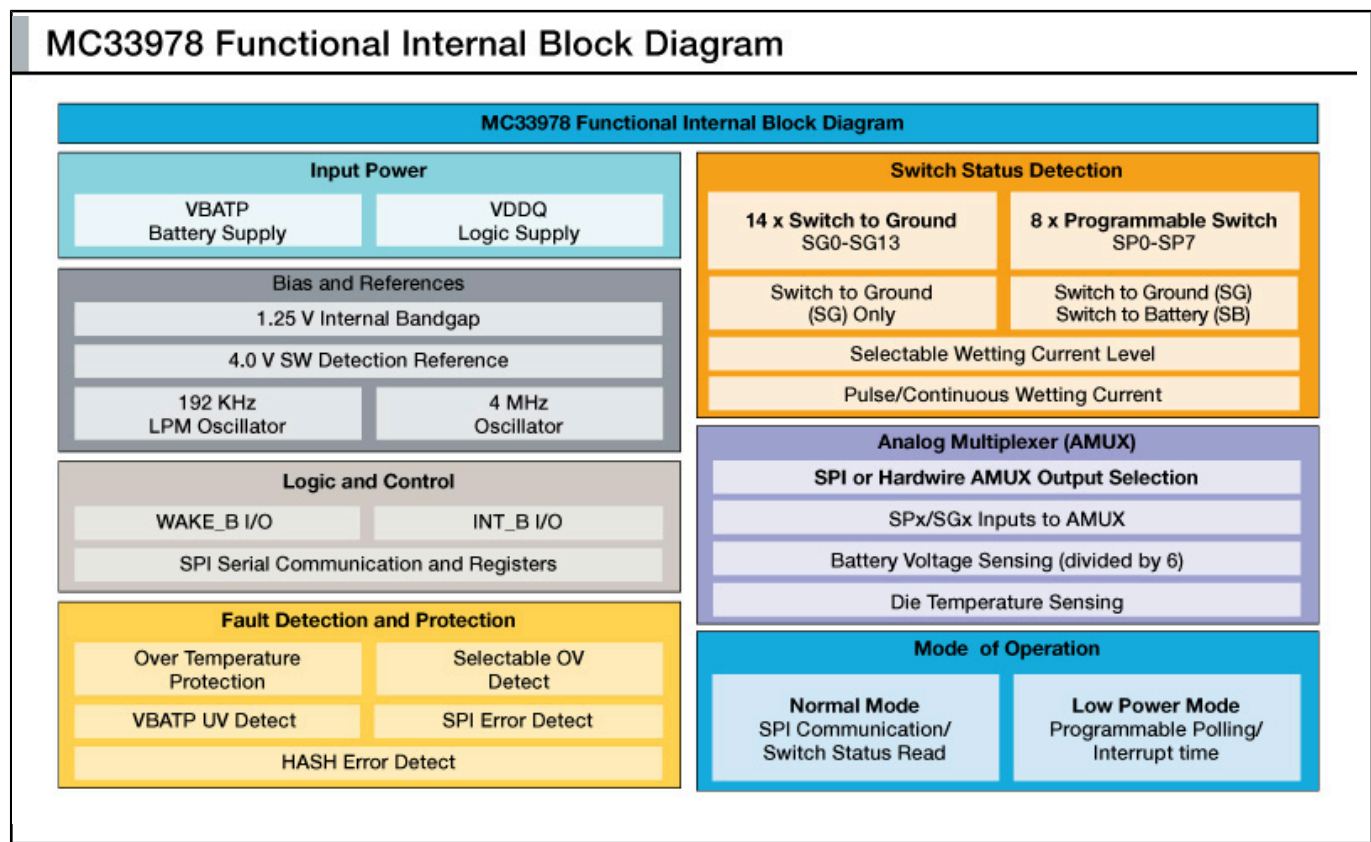 MC33978 Functional Internal Block Diagram
MC33978 Functional Internal Block Diagram
Input Power
VBATP
Battery Supply
VDDQ
Logic Supply
Bias and References
1.25 V Internal Bandgap
4.0 V SW Detection Reference
192 KHz
LPM Oscillator
4 MHz
Oscillator
Logic and Control
WAKE_B I/O
INT_B I/O
SPI Serial Communication and Registers
Fault Detection and Protection
Over Temperature
Protection
Selectable OV
Detect
VBATP UV Detect
SPI Error Detect
HASH Error Detect
Switch Status Detection
14 x Switch to Ground
SG0-SG13
8 x Programmable Switch
SP0-SP7
Switch to Ground
(SG) Only
Switch to Ground (SG)
Switch to Battery (SB)
Selectable Wetting Current Level
Pulse/Continuous Wetting Current
Analog Multiplexer (AMUX)
SPI or Hardwire AMUX Output Selection
SPx/SGx Inputs to AMUX
Battery Voltage Sensing (divided by 6)
Die Temperature Sensing
Mode of Operation
Normal Mode
SPI Communication/
Switch Status Read
Low Power Mode
Programmable Polling/
Interrupt time